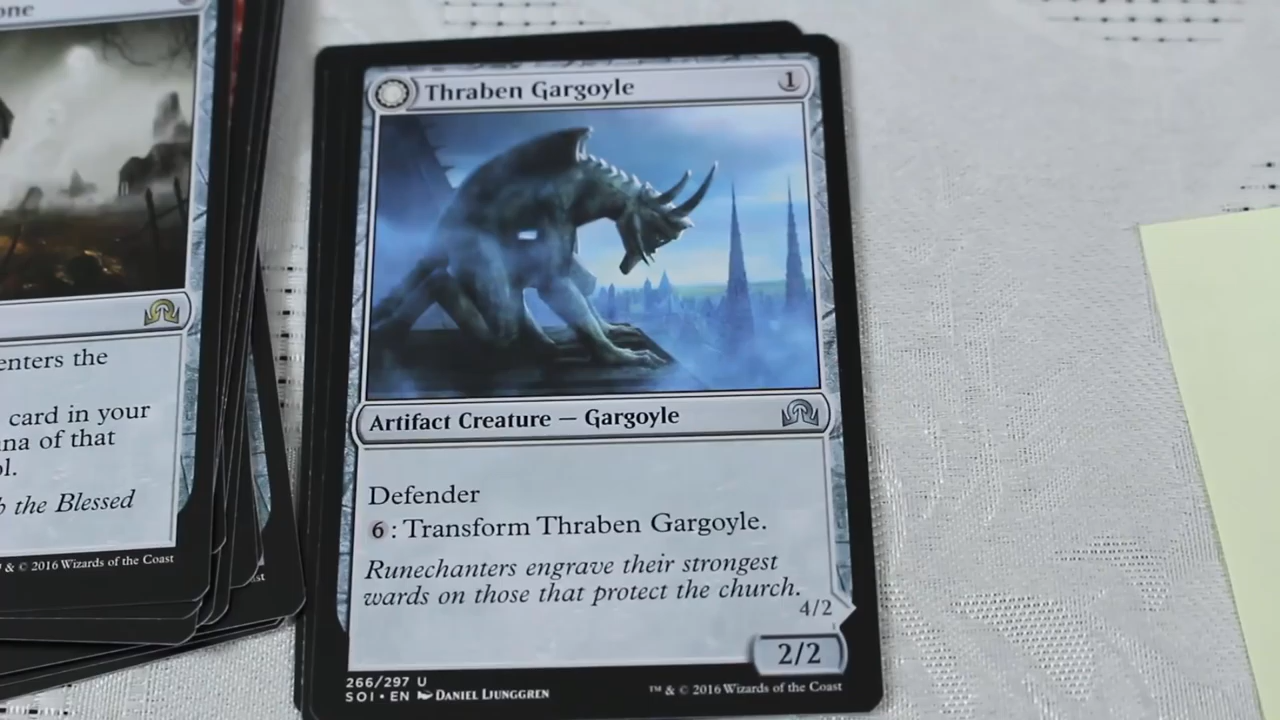 one
enters the
card in your
na of that
ol.
the Blessed
& © 2016 Wizards of the Coast
st
Thraben Gargoyle
1
Artifact Creature — Gargoyle
Defender
6: Transform Thraben Gargoyle.
Runechanters engrave their strongest
wards on those that protect the church.
4/2
2/2
266/297 U
SOI • EN DANIEL LJUNGGREN
™ & © 2016 Wizards of the Coast